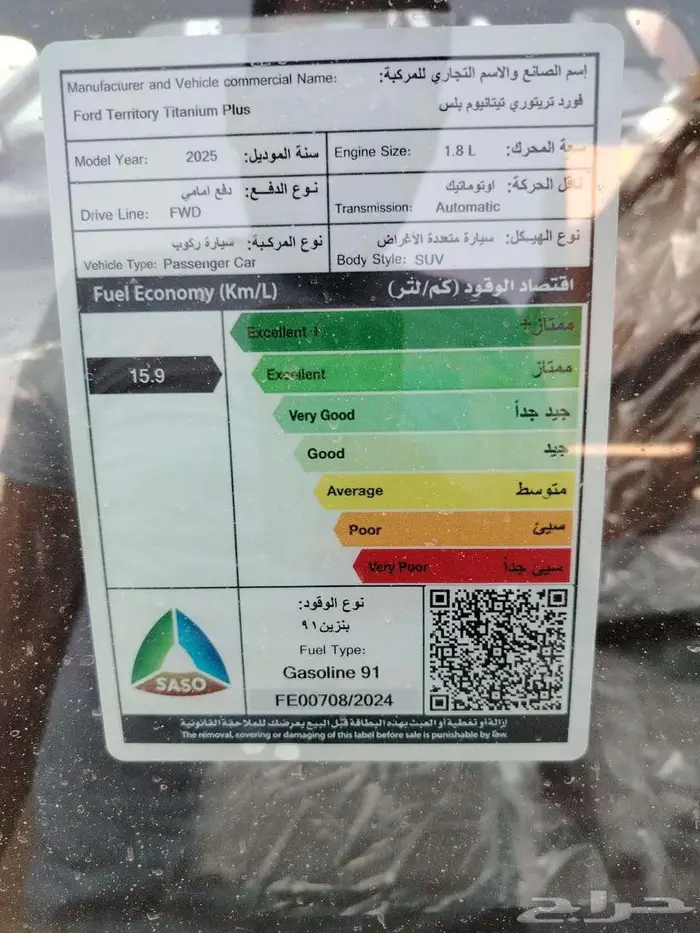 إسم الصانع والاسم التجاري للمركبة:
Manufacturer and Vehicle commercial Name:
فورد تريتوري تيتانيوم بلس
Ford Territory Titanium Plus
Model Year: 2025 سنة الموديل:
Engine Size: 1.8 L سعة المحرك:
نوع الدفع: دفع امامي
Drive Line: FWD
ناقل الحركة: اوتوماتيك
Transmission: Automatic
نوع المركبة: سيارة ركوب
Vehicle Type: Passenger Car
نوع الهيكل: سيارة متعددة الأغراض
Body Style: SUV
Fuel Economy (Km/L) اقتصاد الوقود (كم/لتر)
Excellent + ممتاز+
15.9
Excellent ممتاز
Very Good جيد جداً
Good جيد
Average متوسط
Poor سيئ
Very Poor سيئ جداً
نوع الوقود:
بنزين٩١
Fuel Type:
Gasoline 91
FE00708/2024
SASO
إزالة او تغطية أو العبث بهذه البطاقة قبل البيع يعرضك للملاحقة القانونية
The removal, covering or damaging of this label before sale is punishable by law.
حراج